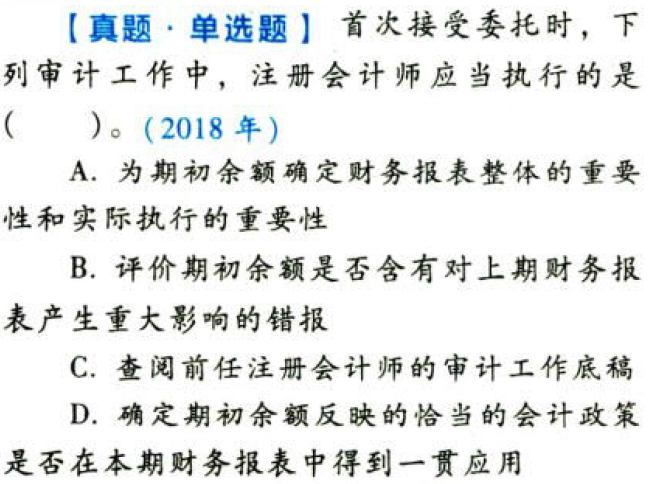 【真题·单选题】 首次接受委托时，下
列审计工作中，注册会计师应当执行的是
(　　)。(2018 年)
A. 为期初余额确定财务报表整体的重要
性和实际执行的重要性
B. 评价期初余额是否含有对上期财务报
表产生重大影响的错报
C. 查阅前任注册会计师的审计工作底稿
D. 确定期初余额反映的恰当的会计政策
是否在本期财务报表中得到一贯应用